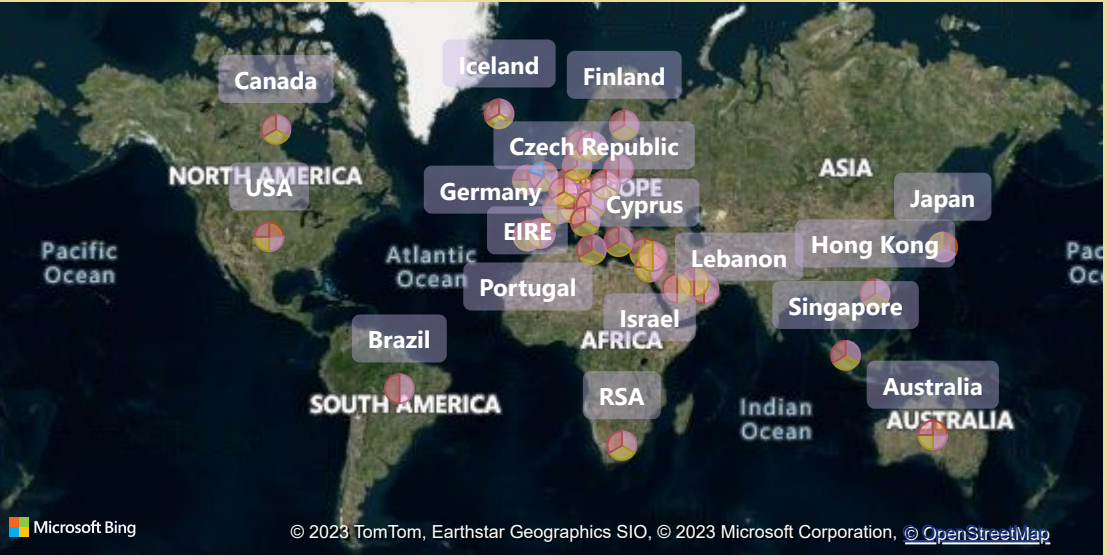 Iceland
Finland
Canada
Czech Republic
NORTH AMERICA
ASIA
USA
Germany
OPE
Cyprus
Japan
EIRE
Hong Kong
Pacific
Ocean
Atlantic
Ocean
Lebanon
Pac
Oc
Portugal
Singapore
Israel
Brazil
AFRICA
Australia
RSA
SOUTH AMERICA
Indian
Ocean
AUSTRALIA
Microsoft Bing
© 2023 TomTom, Earthstar Geographics SIO, © 2023 Microsoft Corporation, © OpenStreetMap